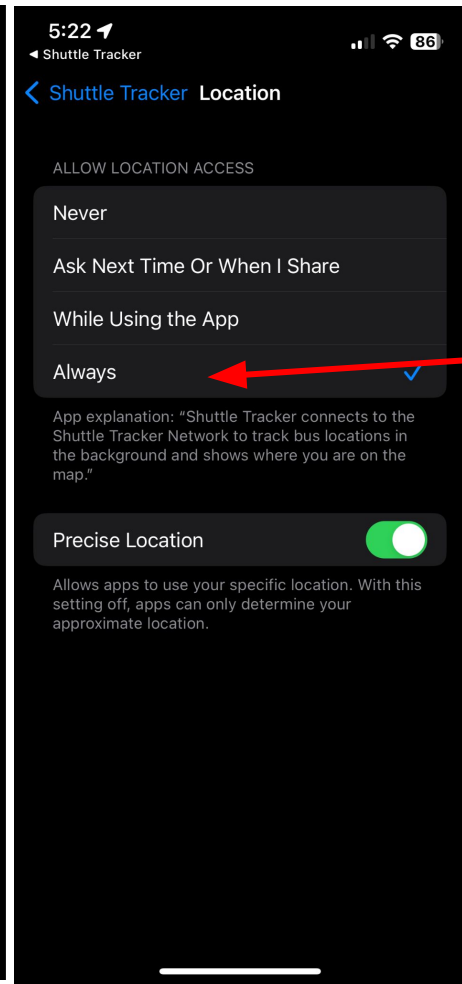 5:22
86
◀ Shuttle Tracker
Shuttle Tracker Location
ALLOW LOCATION ACCESS
Never
Ask Next Time Or When I Share
While Using the App
Always
App explanation: “Shuttle Tracker connects to the
Shuttle Tracker Network to track bus locations in
the background and shows where you are on the
map.”
Precise Location
Allows apps to use your specific location. With this
setting off, apps can only determine your
approximate location.